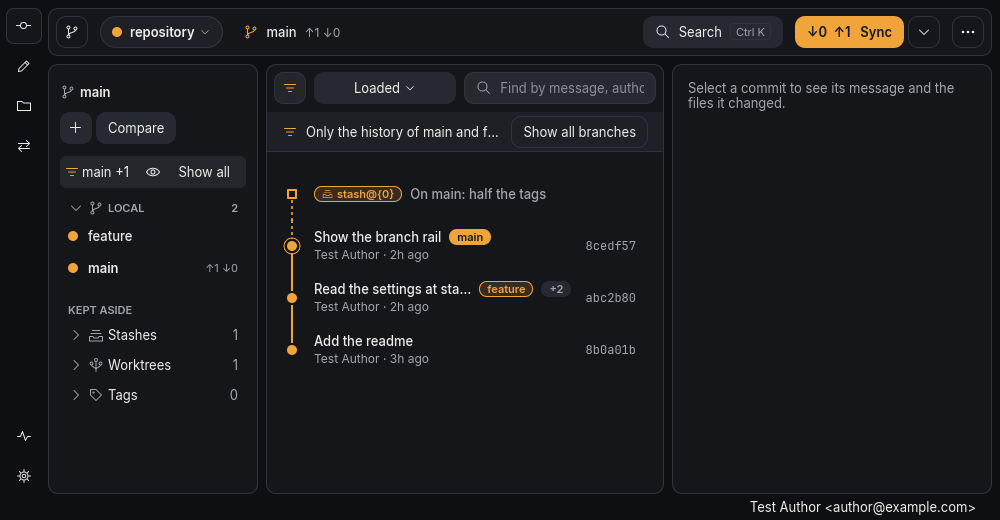 repository
main ↑1 ↓0
Search Ctrl K
↓0 ↑1 Sync
main
Compare
main +1 Show all
LOCAL 2
feature
main ↑1 ↓0
KEPT ASIDE
Stashes 1
Worktrees 1
Tags 0
Loaded
Find by message, autho
Only the history of main and f...
Show all branches
stash@{0} On main: half the tags
Show the branch rail main
Test Author · 2h ago
8cedf57
Read the settings at sta... feature +2
Test Author · 2h ago
abc2b80
Add the readme
Test Author · 3h ago
8b0a01b
Select a commit to see its message and the
files it changed.
Test Author <author@example.com>